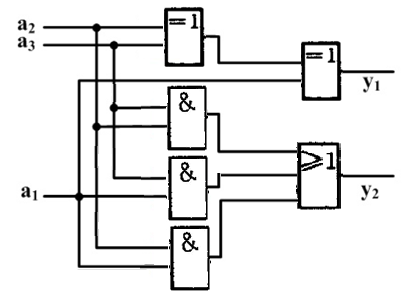 a₂
a₃
=1
=1
y₁
&
&
≥1
a₁
y₂
&